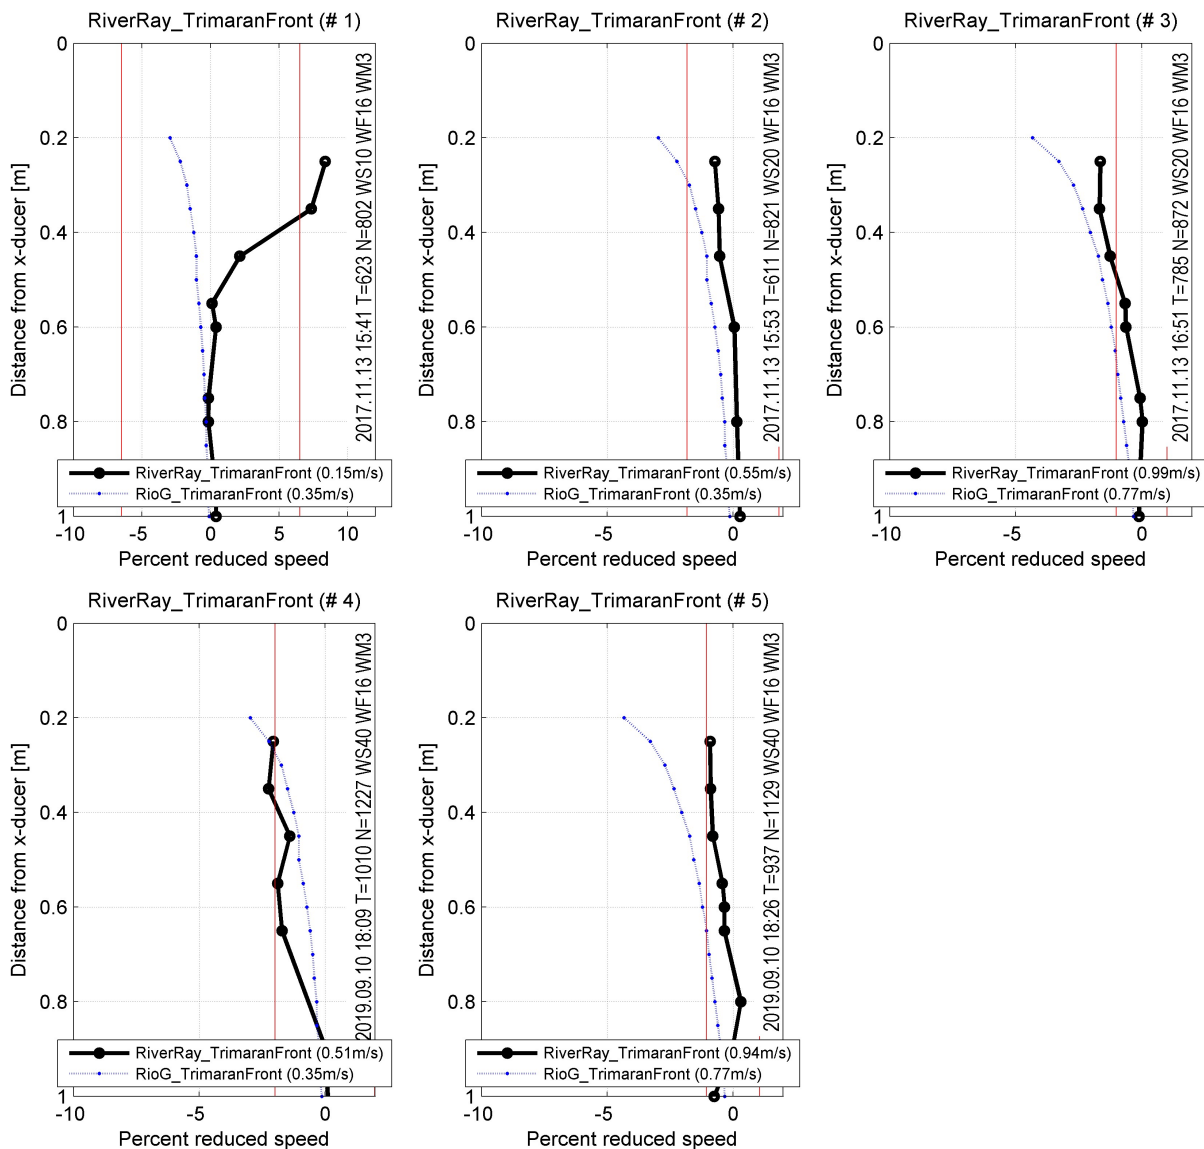 RiverRay_TrimaranFront (# 1)
0
0.2
0.4
0.6
0.8
1
Distance from x-ducer [m]
2017.11.13 15:41 T=623 N=802 WS10 WF16 WM3
RiverRay_TrimaranFront (0.15m/s)
RioG_TrimaranFront (0.35m/s)
-10
-5
0
5
10
Percent reduced speed
RiverRay_TrimaranFront (# 2)
0
0.2
0.4
0.6
0.8
1
Distance from x-ducer [m]
2017.11.13 15:53 T=611 N=821 WS20 WF16 WM3
RiverRay_TrimaranFront (0.55m/s)
RioG_TrimaranFront (0.35m/s)
-10
-5
0
Percent reduced speed
RiverRay_TrimaranFront (# 3)
0
0.2
0.4
0.6
0.8
1
Distance from x-ducer [m]
2017.11.13 16:51 T=785 N=872 WS20 WF16 WM3
RiverRay_TrimaranFront (0.99m/s)
RioG_TrimaranFront (0.77m/s)
-10
-5
0
Percent reduced speed
RiverRay_TrimaranFront (# 4)
0
0.2
0.4
0.6
0.8
1
Distance from x-ducer [m]
2019.09.10 18:09 T=1010 N=1227 WS40 WF16 WM3
RiverRay_TrimaranFront (0.51m/s)
RioG_TrimaranFront (0.35m/s)
-10
-5
0
Percent reduced speed
RiverRay_TrimaranFront (# 5)
0
0.2
0.4
0.6
0.8
1
Distance from x-ducer [m]
2019.09.10 18:26 T=937 N=1129 WS40 WF16 WM3
RiverRay_TrimaranFront (0.94m/s)
RioG_TrimaranFront (0.77m/s)
-10
-5
0
Percent reduced speed